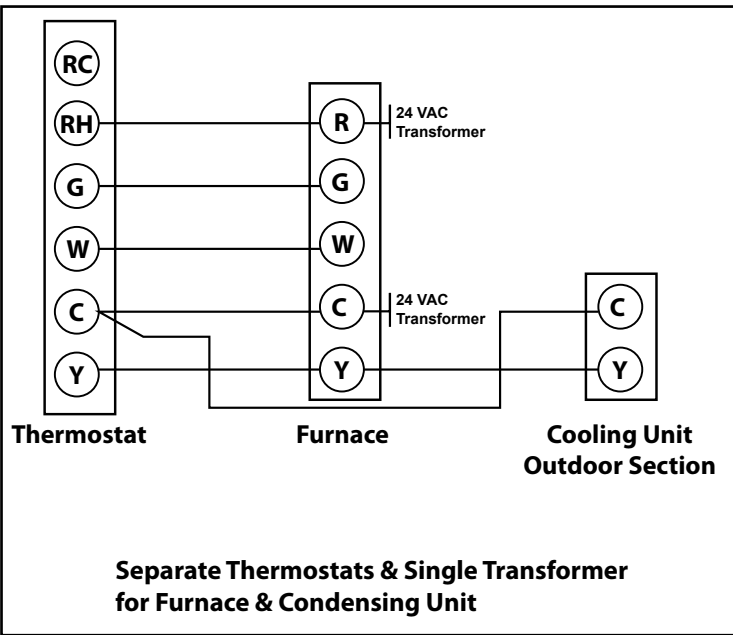 RC
RH
G
W
C
Y
Thermostat
R
G
W
C
Y
Furnace
24 VAC
Transformer
24 VAC
Transformer
C
Y
Cooling Unit
Outdoor Section
Separate Thermostats & Single Transformer
for Furnace & Condensing Unit